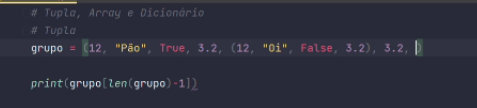 # Tupla, Array e Dicionário
# Tupla
grupo = (12, "Pão", True, 3.2, (12, "Oi", False, 3.2), 3.2, )
print(grupo[len(grupo)-1])